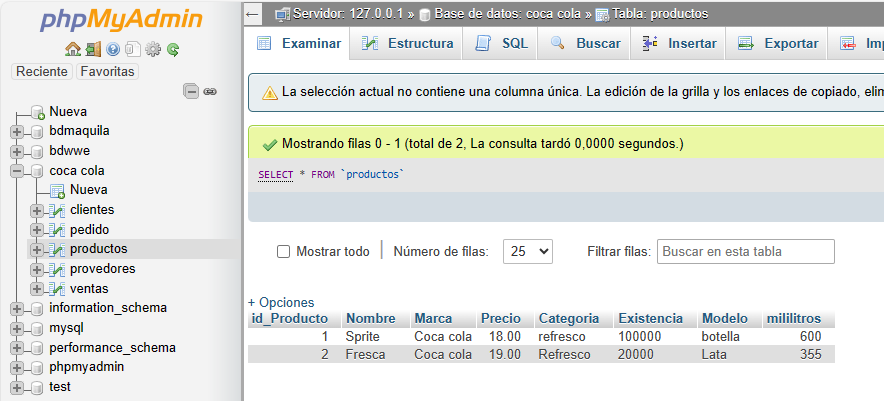 phpMyAdmin
Reciente Favoritas
Nueva
bdmaquila
bdwwe
coca cola
Nueva
clientes
pedido
productos
provedores
ventas
information_schema
mysql
performance_schema
phpmyadmin
test
Servidor: 127.0.0.1 » Base de datos: coca cola » Tabla: productos
Examinar Estructura SQL Buscar Insertar Exportar Imp
La selección actual no contiene una columna única. La edición de la grilla y los enlaces de copiado, elim
Mostrando filas 0 - 1 (total de 2, La consulta tardó 0,0000 segundos.)
SELECT * FROM `productos`
Mostrar todo | Número de filas: 25 Filtrar filas: Buscar en esta tabla
+ Opciones
id_Producto Nombre Marca Precio Categoria Existencia Modelo mililitros
1 Sprite Coca cola 18.00 refresco 100000 botella 600
2 Fresca Coca cola 19.00 Refresco 20000 Lata 355